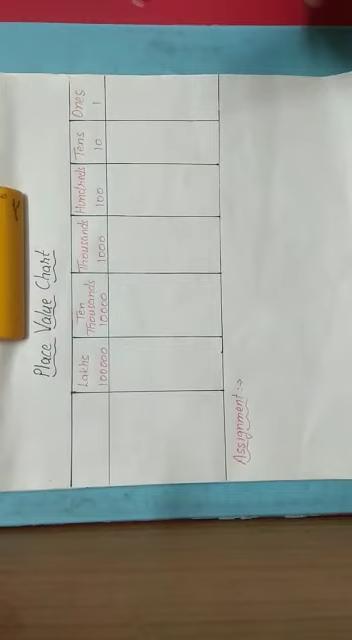 Place Value Chart
Lakhs Ten Thousands Thousands Hundreds Tens Ones
100000 10000 1000 100 10 1
Assignment:→